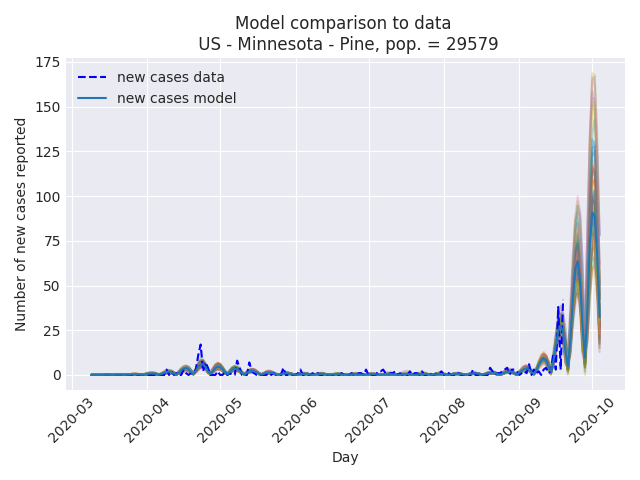 Model comparison to data
US - Minnesota - Pine, pop. = 29579
new cases data
new cases model
Number of new cases reported
175
150
125
100
75
50
25
0
2020-03
2020-04
2020-05
2020-06
2020-07
2020-08
2020-09
2020-10
Day